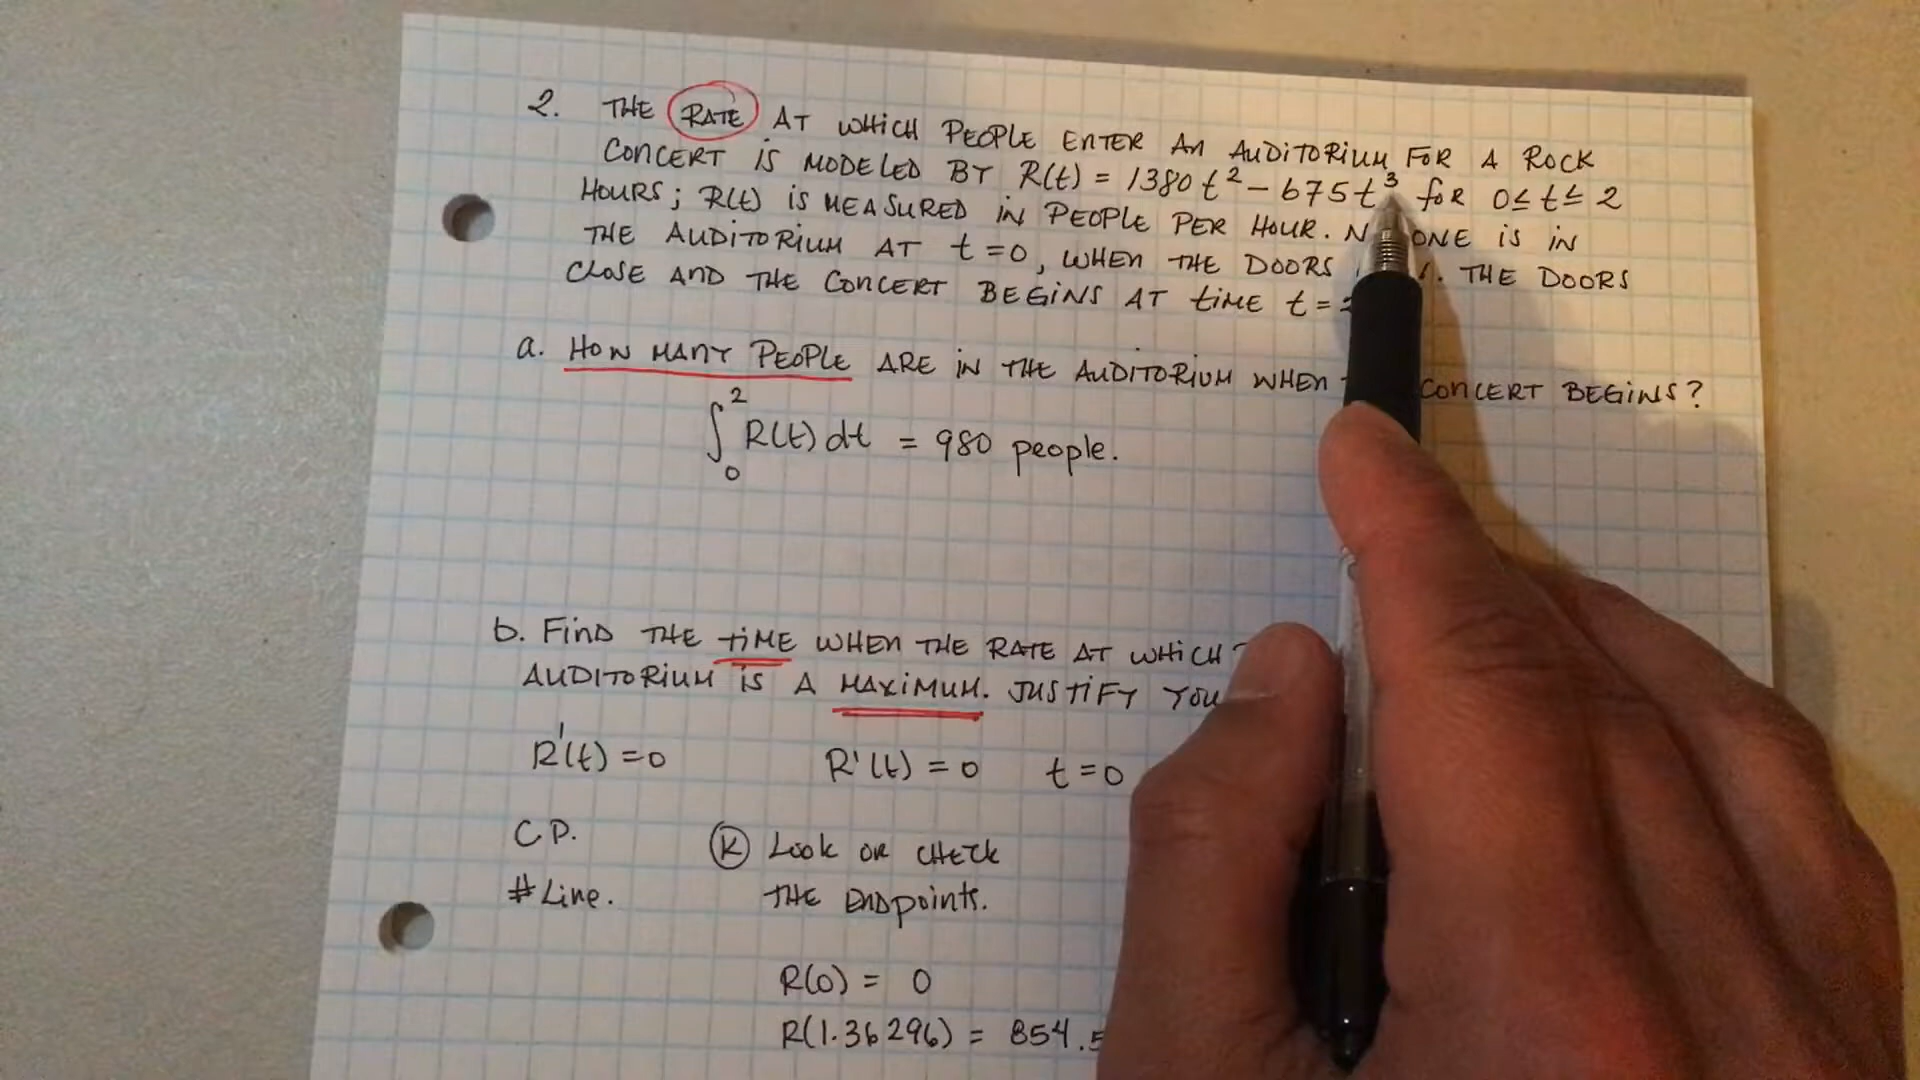 2. THE RATE AT WHICH PEOPLE ENTER AN AUDITORIUM FOR A ROCK
CONCERT IS MODELED BY R(t) = 1380t² - 675t³ for 0≤t≤2
HOURS; R(t) IS MEASURED IN PEOPLE PER HOUR. NO ONE IS IN
THE AUDITORIUM AT t=0, WHEN THE DOORS . THE DOORS
CLOSE AND THE CONCERT BEGINS AT TIME t=2
a. HOW MANY PEOPLE ARE IN THE AUDITORIUM WHEN CONCERT BEGINS?
∫₀² R(t) dt = 980 people.
b. FIND THE TIME WHEN THE RATE AT WHICH
AUDITORIUM IS A MAXIMUM. JUSTIFY
R'(t) = 0 R'(t) = 0 t = 0
C P. Ⓡ LOOK OR CHECK
# Line. THE ENDPOINTS.
R(0) = 0
R(1.36296) = 854.5